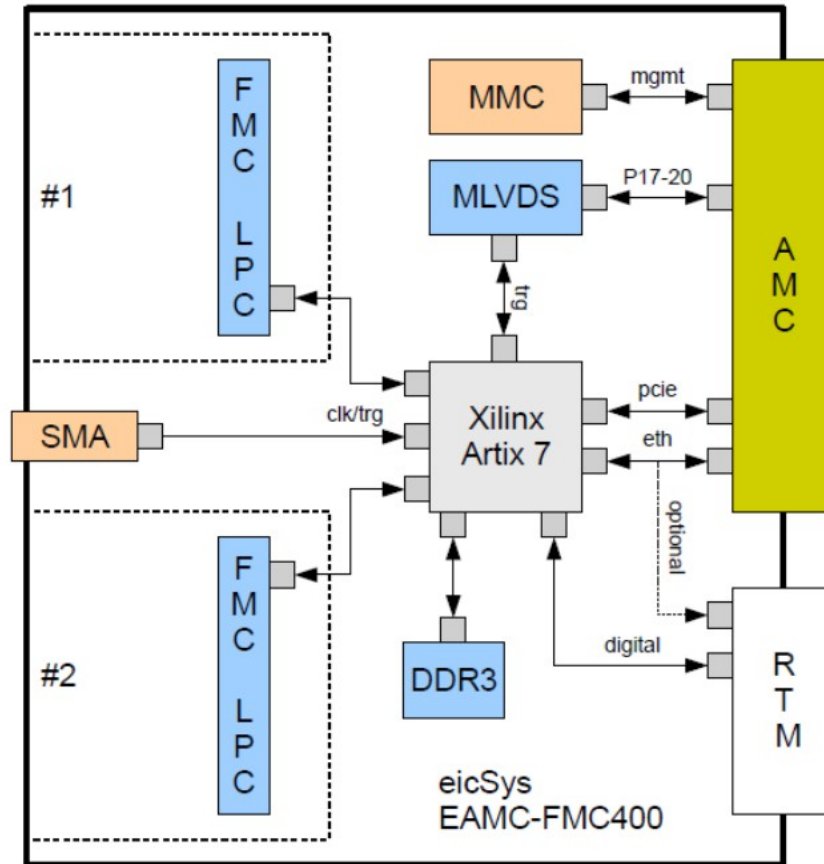 F
M
C
L
P
C
#1
MMC
mgmt
MLVDS
P17-20
trg
A
M
C
SMA
clk/trg
Xilinx
Artix 7
pcie
eth
optional
F
M
C
L
P
C
#2
DDR3
digital
R
T
M
eicSys
EAMC-FMC400